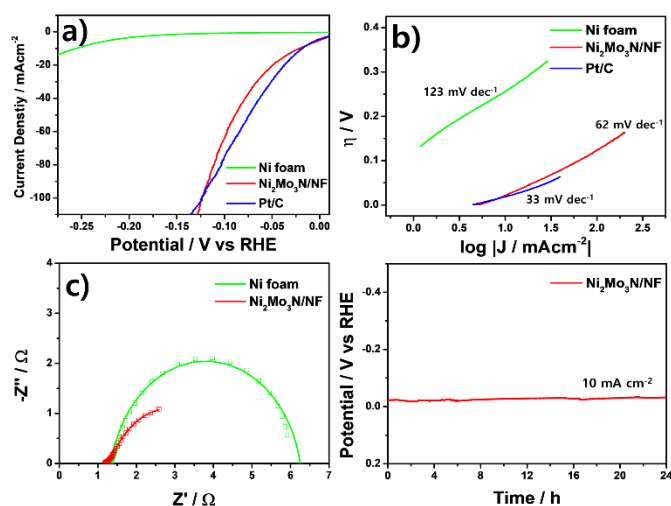 a)
0
-20
-40
-60
-80
-100
Current Denstiy / mAcm-2
Ni foam
Ni2Mo3N/NF
Pt/C
-0.25 -0.20 -0.15 -0.10 -0.05 0.00
Potential / V vs RHE
b)
Ni foam
Ni2Mo3N/NF
Pt/C
0.4
0.3
0.2
0.1
0.0
η / V
123 mV dec-1
62 mV dec-1
33 mV dec-1
0.0 0.5 1.0 1.5 2.0 2.5
log |J / mAcm-2|
c)
Ni foam
Ni2Mo3N/NF
4
3
2
1
0
-Z'' / Ω
0 1 2 3 4 5 6 7
Z' / Ω
Ni2Mo3N/NF
-0.4
-0.2
0.0
0.2
Potential / V vs RHE
10 mA cm-2
0 4 8 12 16 20 24
Time / h